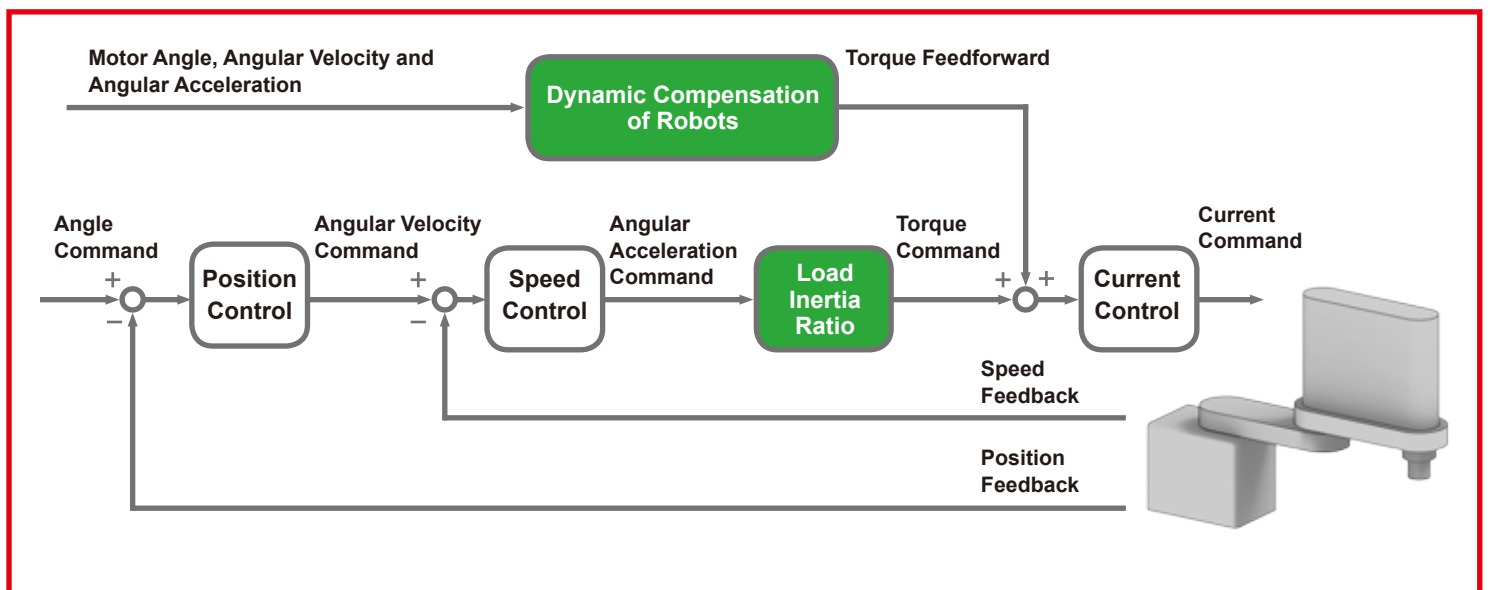 Motor Angle, Angular Velocity and
Angular Acceleration
Dynamic Compensation
of Robots
Torque Feedforward
Angle
Command
+
−
Position
Control
Angular Velocity
Command
+
−
Speed
Control
Angular
Acceleration
Command
Load
Inertia
Ratio
Torque
Command
+
+
Current
Control
Current
Command
Speed
Feedback
Position
Feedback